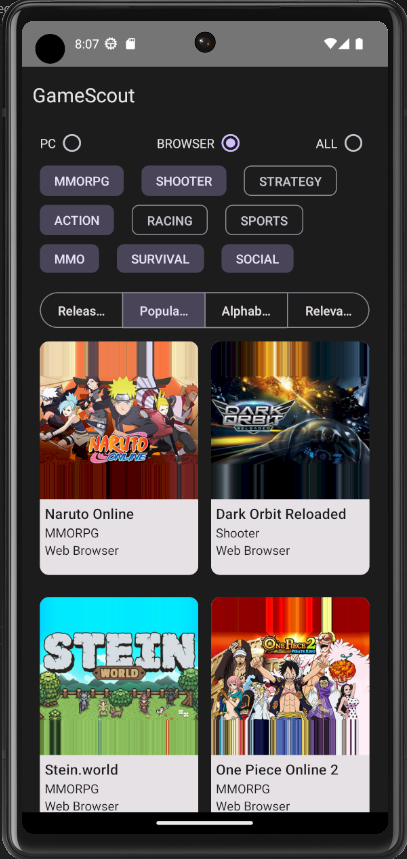 8:07
GameScout
PC BROWSER ALL
MMORPG SHOOTER STRATEGY
ACTION RACING SPORTS
MMO SURVIVAL SOCIAL
Releas... Popula... Alphab... Releva...
NARUTO
ONLINE
DARK
ORBIT
RELOADED
Naruto Online
MMORPG
Web Browser
Dark Orbit Reloaded
Shooter
Web Browser
STEIN
WORLD
ONE PIECE 2
Stein.world
MMORPG
Web Browser
One Piece Online 2
MMORPG
Web Browser